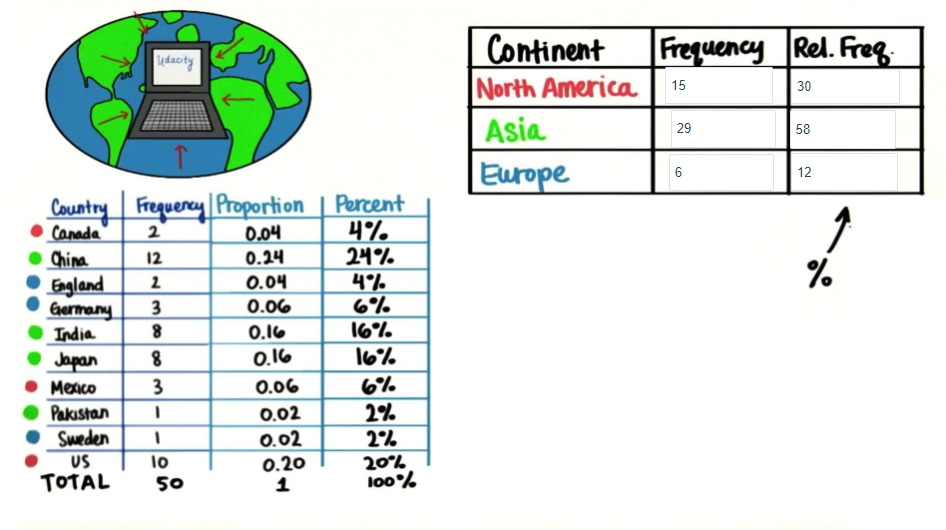 Udacity
Continent Frequency Rel. Freq.
North America 15 30
Asia 29 58
Europe 6 12
%
Country Frequency Proportion Percent
Canada 2 0.04 4%
China 12 0.24 24%
England 2 0.04 4%
Germany 3 0.06 6%
India 8 0.16 16%
Japan 8 0.16 16%
Mexico 3 0.06 6%
Pakistan 1 0.02 2%
Sweden 1 0.02 2%
US 10 0.20 20%
TOTAL 50 1 100%